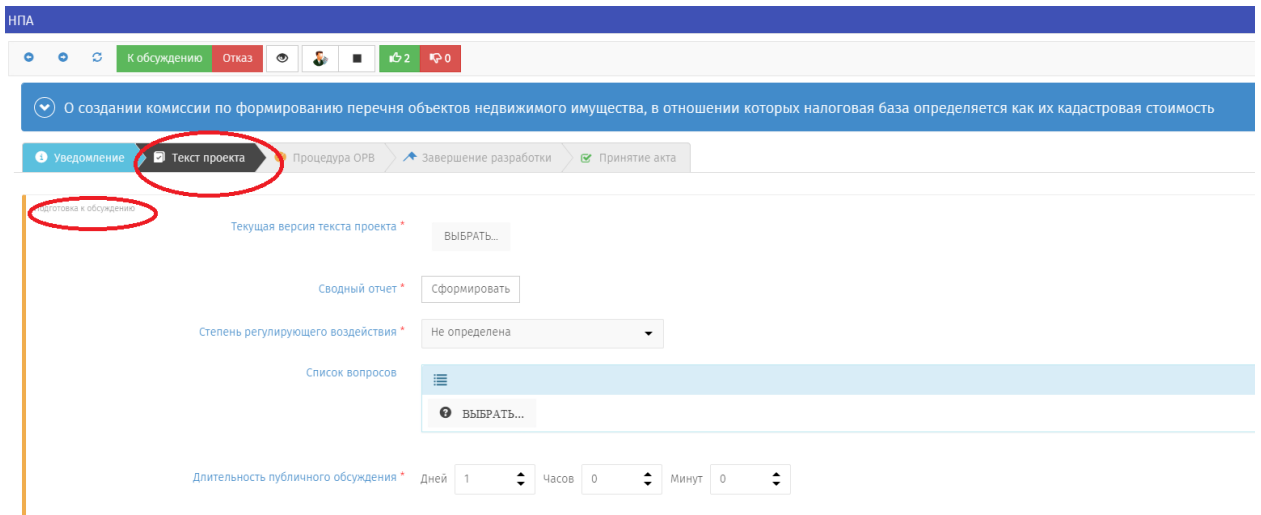 НПА
К обсуждению Отказ 2 0
О создании комиссии по формированию перечня объектов недвижимого имущества, в отношении которых налоговая база определяется как их кадастровая стоимость
Уведомление Текст проекта Процедура ОРВ Завершение разработки Принятие акта
Подготовка к обсуждению
Текущая версия текста проекта * ВЫБРАТЬ...
Сводный отчет * Сформировать
Степень регулирующего воздействия * Не определена
Список вопросов
ВЫБРАТЬ...
Длительность публичного обсуждения * Дней 1 Часов 0 Минут 0